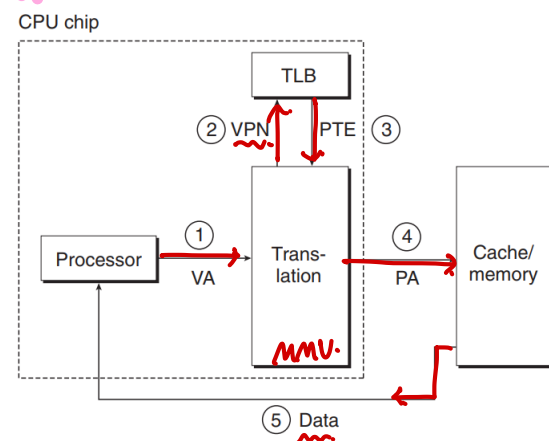 CPU chip
TLB
② VPN PTE ③
① ④
Processor VA Trans-
lation PA Cache/
memory
MMU.
⑤ Data